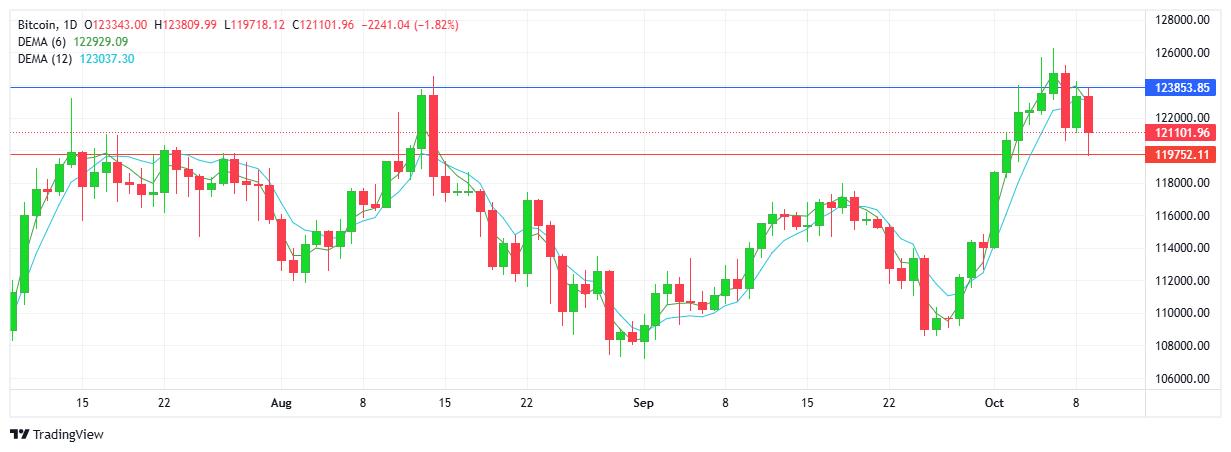 Bitcoin, 1D O123343.00 H123809.99 L119718.12 C121101.96 −2241.04 (−1.82%)
DEMA (6) 122929.09
DEMA (12) 123037.30
128000.00
126000.00
123853.85
122000.00
121101.96
119752.11
118000.00
116000.00
114000.00
112000.00
110000.00
108000.00
106000.00
15 22 Aug 8 15 22 Sep 8 15 22 Oct 8
TradingView